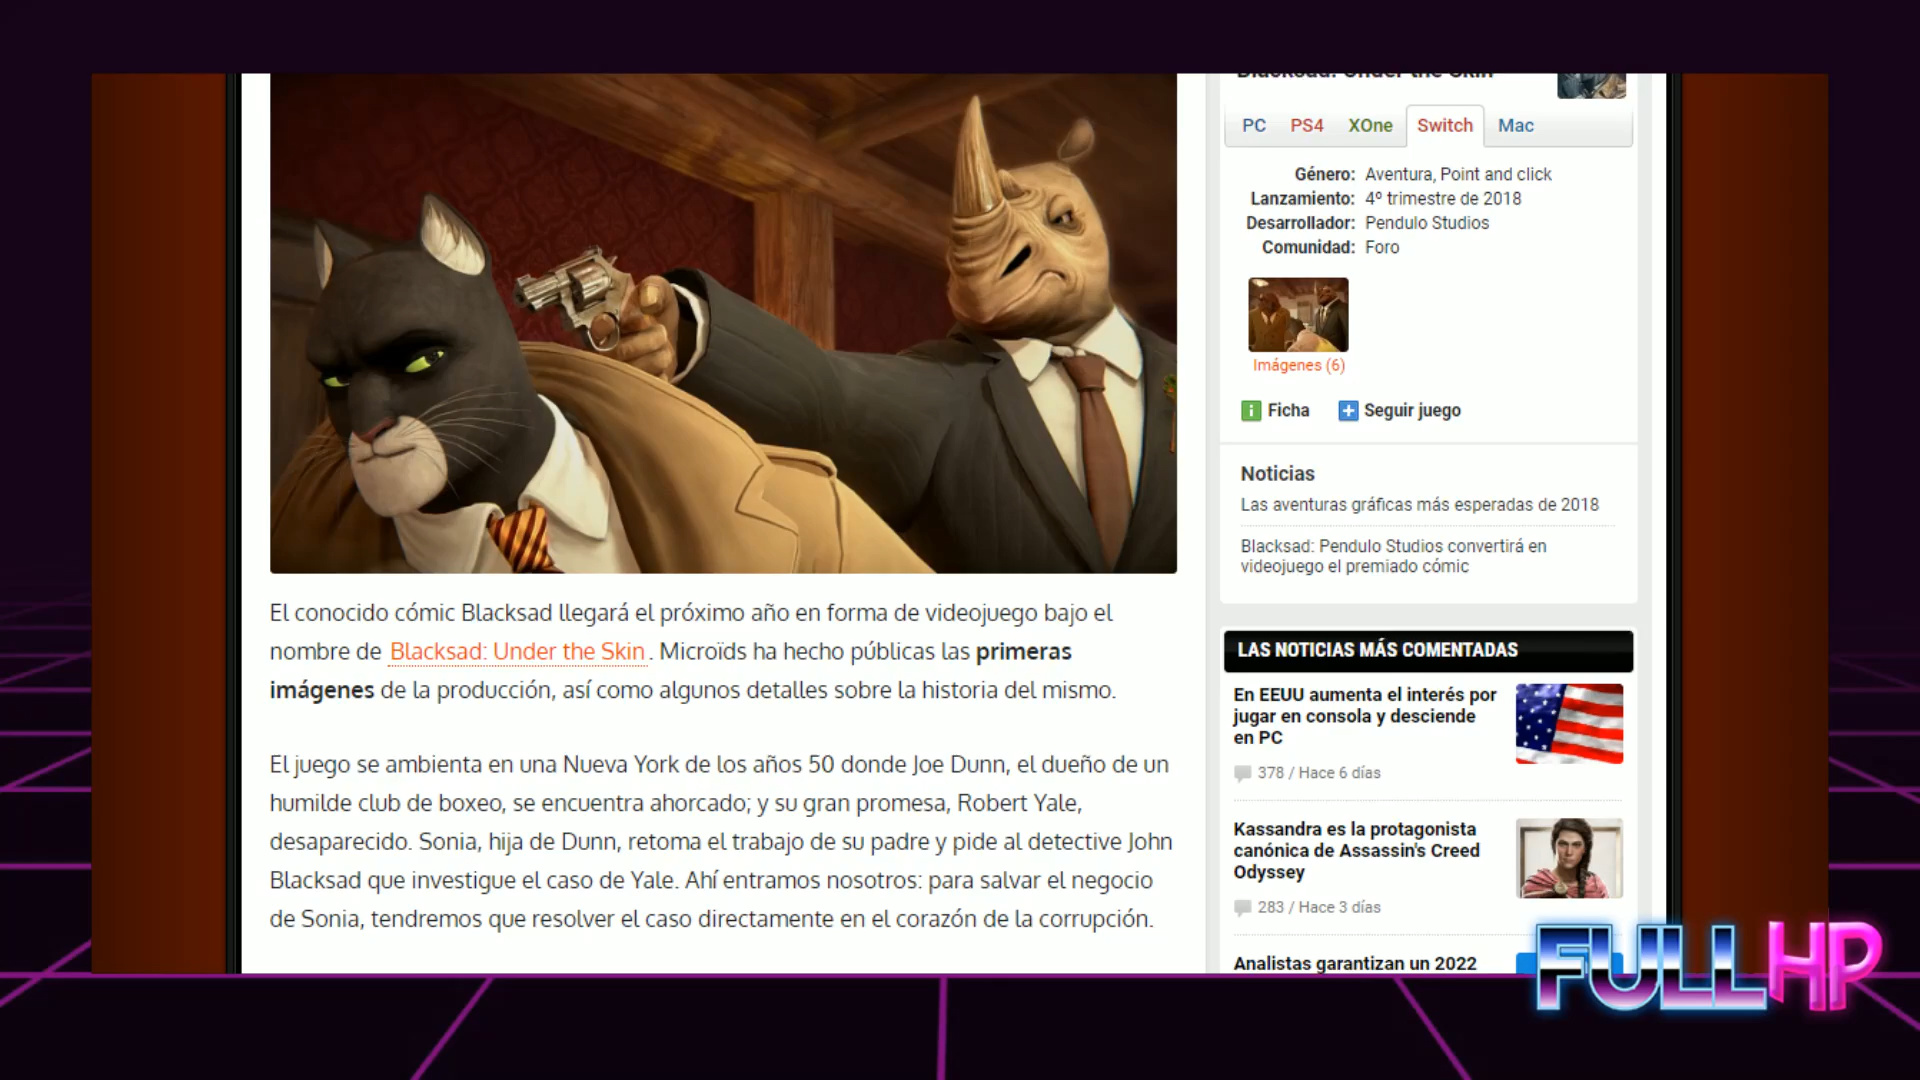 El conocido cómic Blacksad llegará el próximo año en forma de videojuego bajo el
nombre de Blacksad: Under the Skin. Microïds ha hecho públicas las primeras
imágenes de la producción, así como algunos detalles sobre la historia del mismo.
El juego se ambienta en una Nueva York de los años 50 donde Joe Dunn, el dueño de un
humilde club de boxeo, se encuentra ahorcado; y su gran promesa, Robert Yale,
desaparecido. Sonia, hija de Dunn, retoma el trabajo de su padre y pide al detective John
Blacksad que investigue el caso de Yale. Ahí entramos nosotros: para salvar el negocio
de Sonia, tendremos que resolver el caso directamente en el corazón de la corrupción.
Blacksad: Under the Skin
PC PS4 XOne Switch Mac
Género: Aventura, Point and click
Lanzamiento: 4º trimestre de 2018
Desarrollador: Pendulo Studios
Comunidad: Foro
Imágenes (6)
i Ficha + Seguir juego
Noticias
Las aventuras gráficas más esperadas de 2018
Blacksad: Pendulo Studios convertirá en
videojuego el premiado cómic
LAS NOTICIAS MÁS COMENTADAS
En EEUU aumenta el interés por
jugar en consola y desciende
en PC
378 / Hace 6 días
Kassandra es la protagonista
canónica de Assassin's Creed
Odyssey
283 / Hace 3 días
Analistas garantizan un 2022
FULL HP